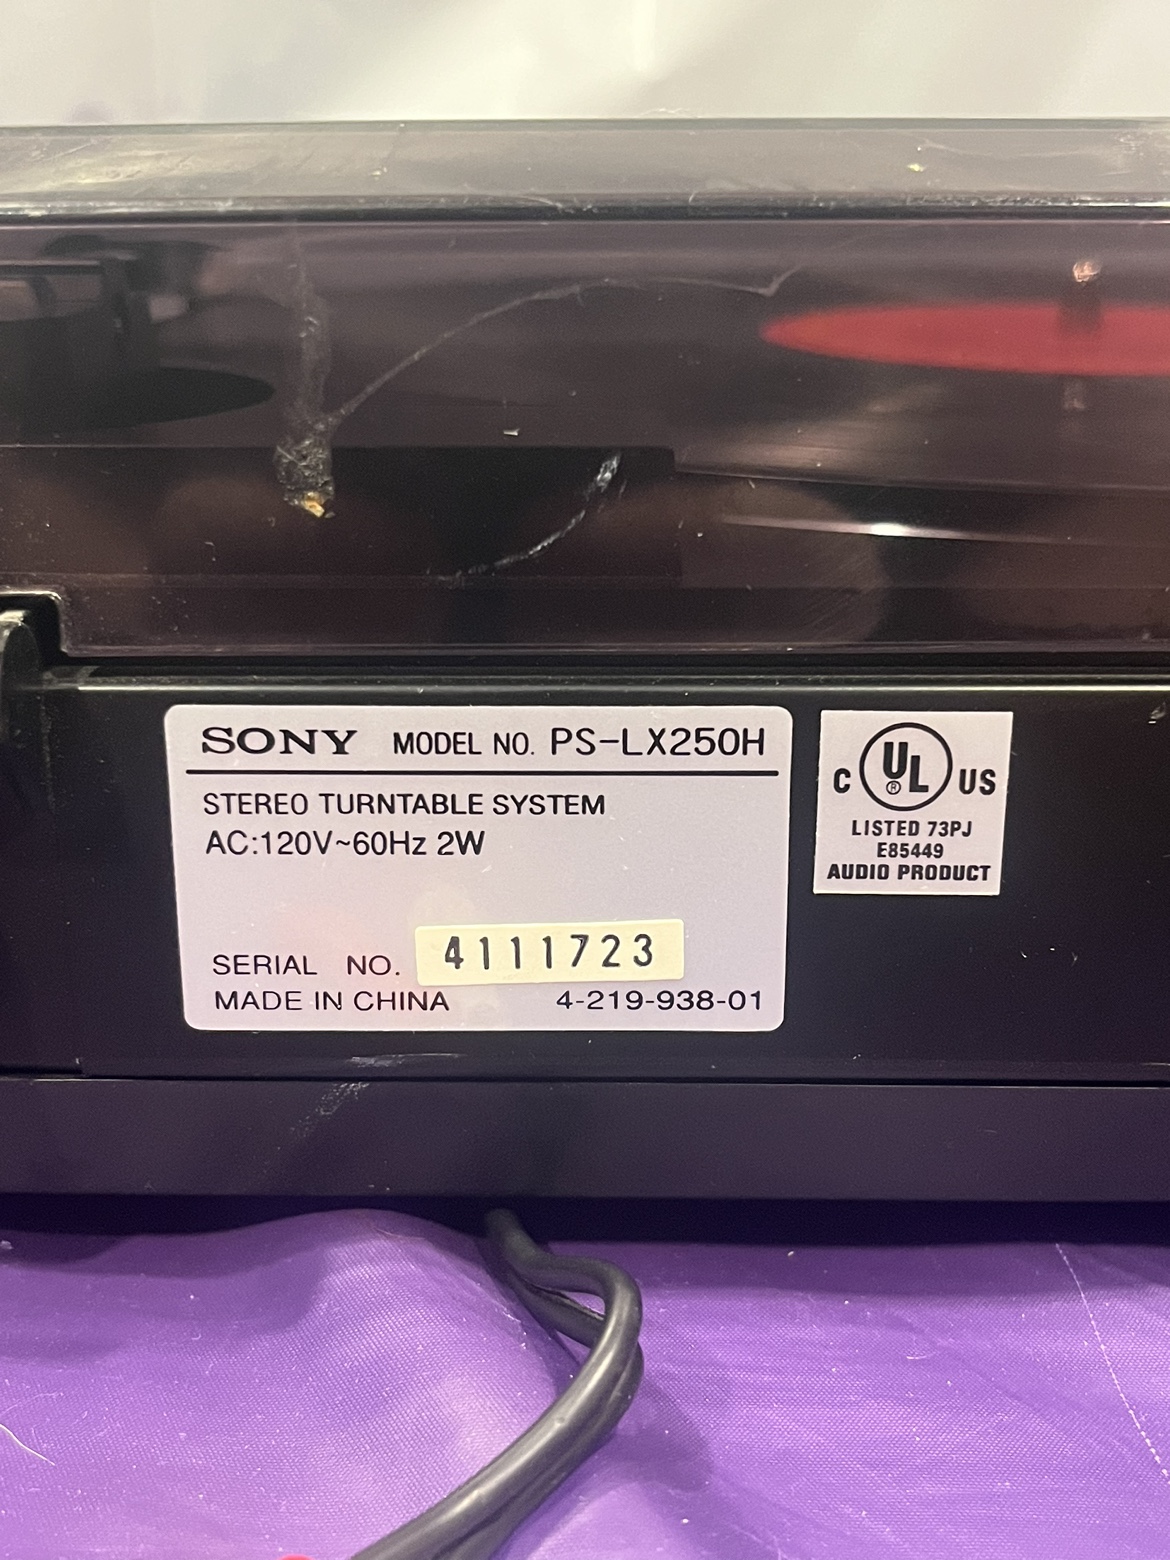 SONY MODEL NO. PS-LX250H
STEREO TURNTABLE SYSTEM
AC:120V~60Hz 2W
SERIAL NO. 4111723
MADE IN CHINA 4-219-938-01
C UL® US
LISTED 73PJ
E85449
AUDIO PRODUCT